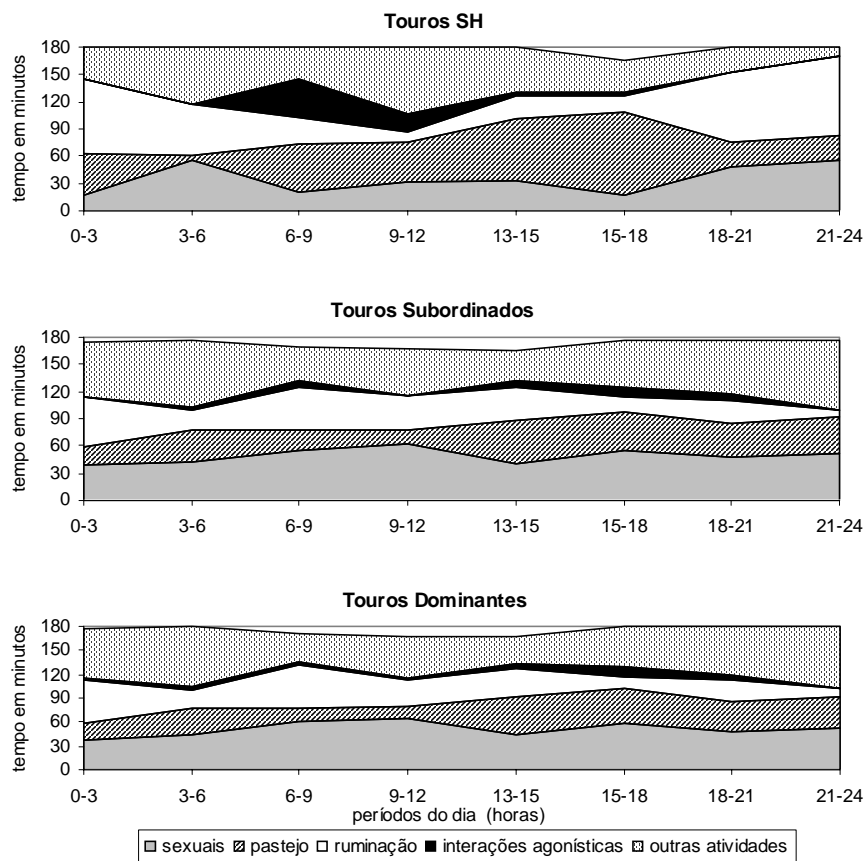 Touros SH
tempo em minutos
180
150
120
90
60
30
0
0-3 3-6 6-9 9-12 13-15 15-18 18-21 21-24
Touros Subordinados
tempo em minutos
180
150
120
90
60
30
0
0-3 3-6 6-9 9-12 13-15 15-18 18-21 21-24
Touros Dominantes
tempo em minutos
180
150
120
90
60
30
0
0-3 3-6 6-9 9-12 13-15 15-18 18-21 21-24
períodos do dia (horas)
sexuais pastejo ruminação interações agonísticas outras atividades